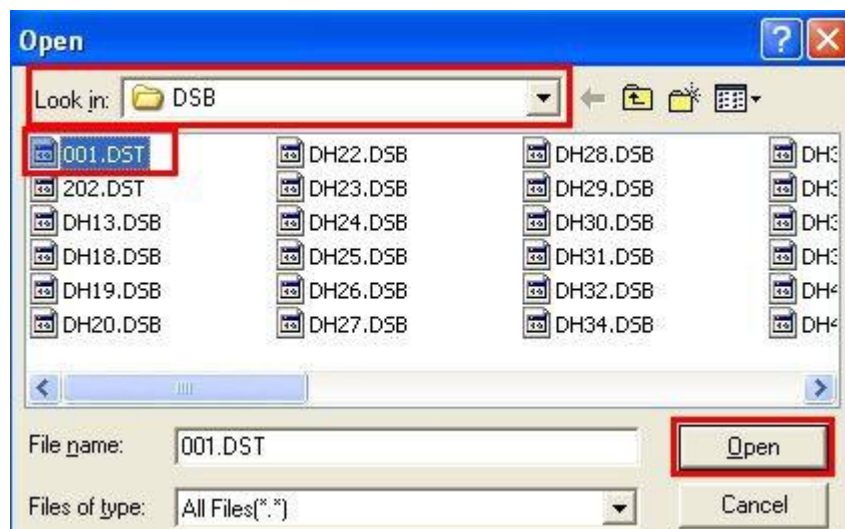 Open
Look in: DSB
001.DST DH22.DSB DH28.DSB
202.DST DH23.DSB DH29.DSB
DH13.DSB DH24.DSB DH30.DSB
DH18.DSB DH25.DSB DH31.DSB
DH19.DSB DH26.DSB DH32.DSB
DH20.DSB DH27.DSB DH34.DSB
File name: 001.DST Open
Files of type: All Files(*.*) Cancel